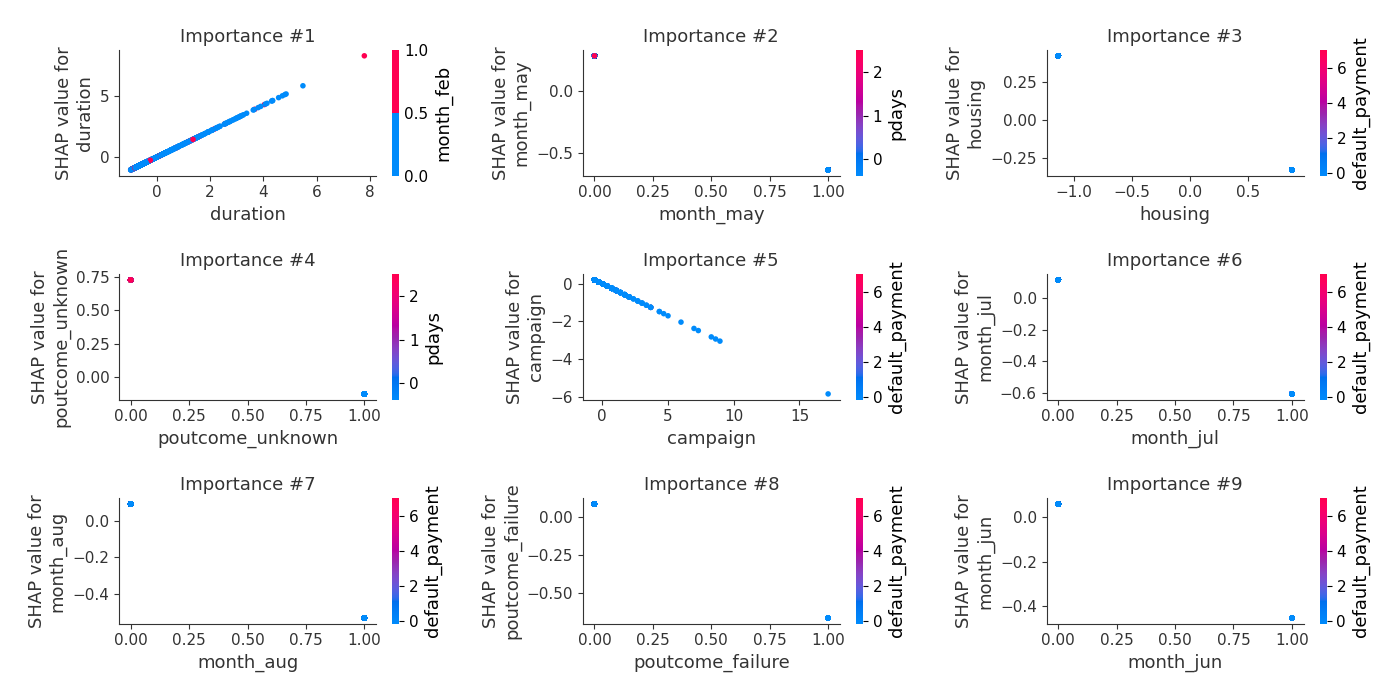 Importance #1
SHAP value for
duration
5
0
0
2
4
6
8
duration
1.0
0.5
0.0
month_feb
Importance #2
SHAP value for
month_may
0.0
−0.5
0.00
0.25
0.50
0.75
1.00
month_may
2
1
0
pdays
Importance #3
SHAP value for
housing
0.25
0.00
−0.25
−1.0
−0.5
0.0
0.5
housing
6
4
2
0
default_payment
Importance #4
SHAP value for
poutcome_unknown
0.75
0.50
0.25
0.00
0.00
0.25
0.50
0.75
1.00
poutcome_unknown
2
1
0
pdays
Importance #5
SHAP value for
campaign
0
−2
−4
−6
0
5
10
15
campaign
6
4
2
0
default_payment
Importance #6
SHAP value for
month_jul
0.0
−0.2
−0.4
−0.6
0.00
0.25
0.50
0.75
1.00
month_jul
6
4
2
0
default_payment
Importance #7
SHAP value for
month_aug
0.0
−0.2
−0.4
0.00
0.25
0.50
0.75
1.00
month_aug
6
4
2
0
default_payment
Importance #8
SHAP value for
poutcome_failure
0.00
−0.25
−0.50
0.00
0.25
0.50
0.75
1.00
poutcome_failure
6
4
2
0
default_payment
Importance #9
SHAP value for
month_jun
0.0
−0.2
−0.4
0.00
0.25
0.50
0.75
1.00
month_jun
6
4
2
0
default_payment